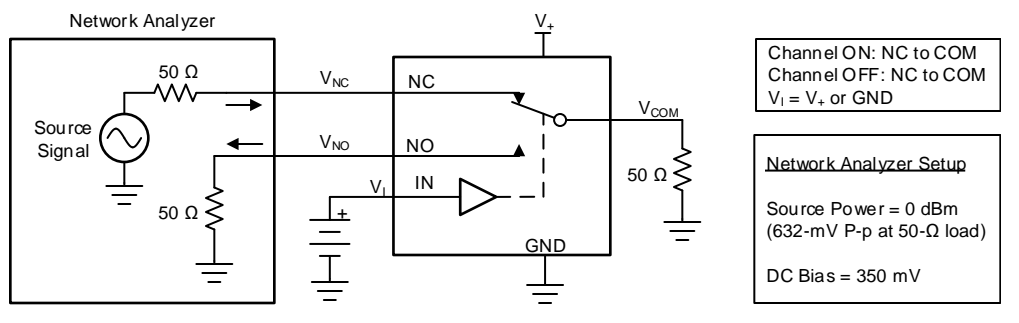 Network Analyzer
50 Ω
Source
Signal
50 Ω
V_NC
V_NO
V_I
+
V_+
NC
NO
IN
GND
V_COM
50 Ω
Channel ON: NC to COM
Channel OFF: NC to COM
V_I = V_+ or GND
Network Analyzer Setup
Source Power = 0 dBm
(632-mV P-p at 50-Ω load)
DC Bias = 350 mV